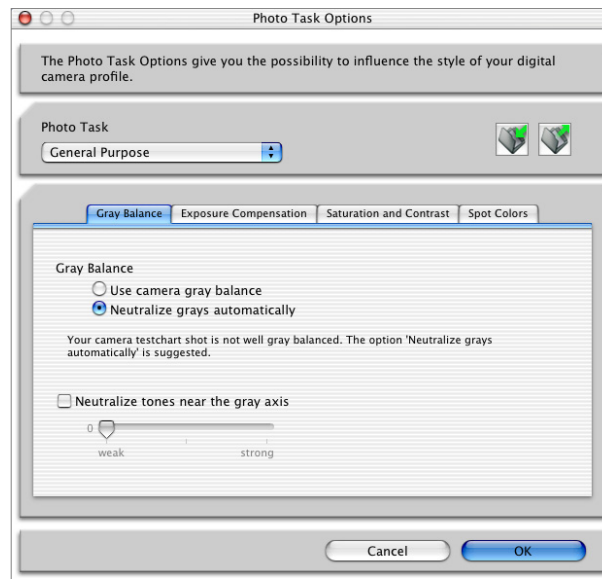 Photo Task Options
The Photo Task Options give you the possibility to influence the style of your digital
camera profile.
Photo Task
General Purpose
Gray Balance Exposure Compensation Saturation and Contrast Spot Colors
Gray Balance
Use camera gray balance
Neutralize grays automatically
Your camera testchart shot is not well gray balanced. The option 'Neutralize grays
automatically' is suggested.
Neutralize tones near the gray axis
0
weak strong
Cancel OK